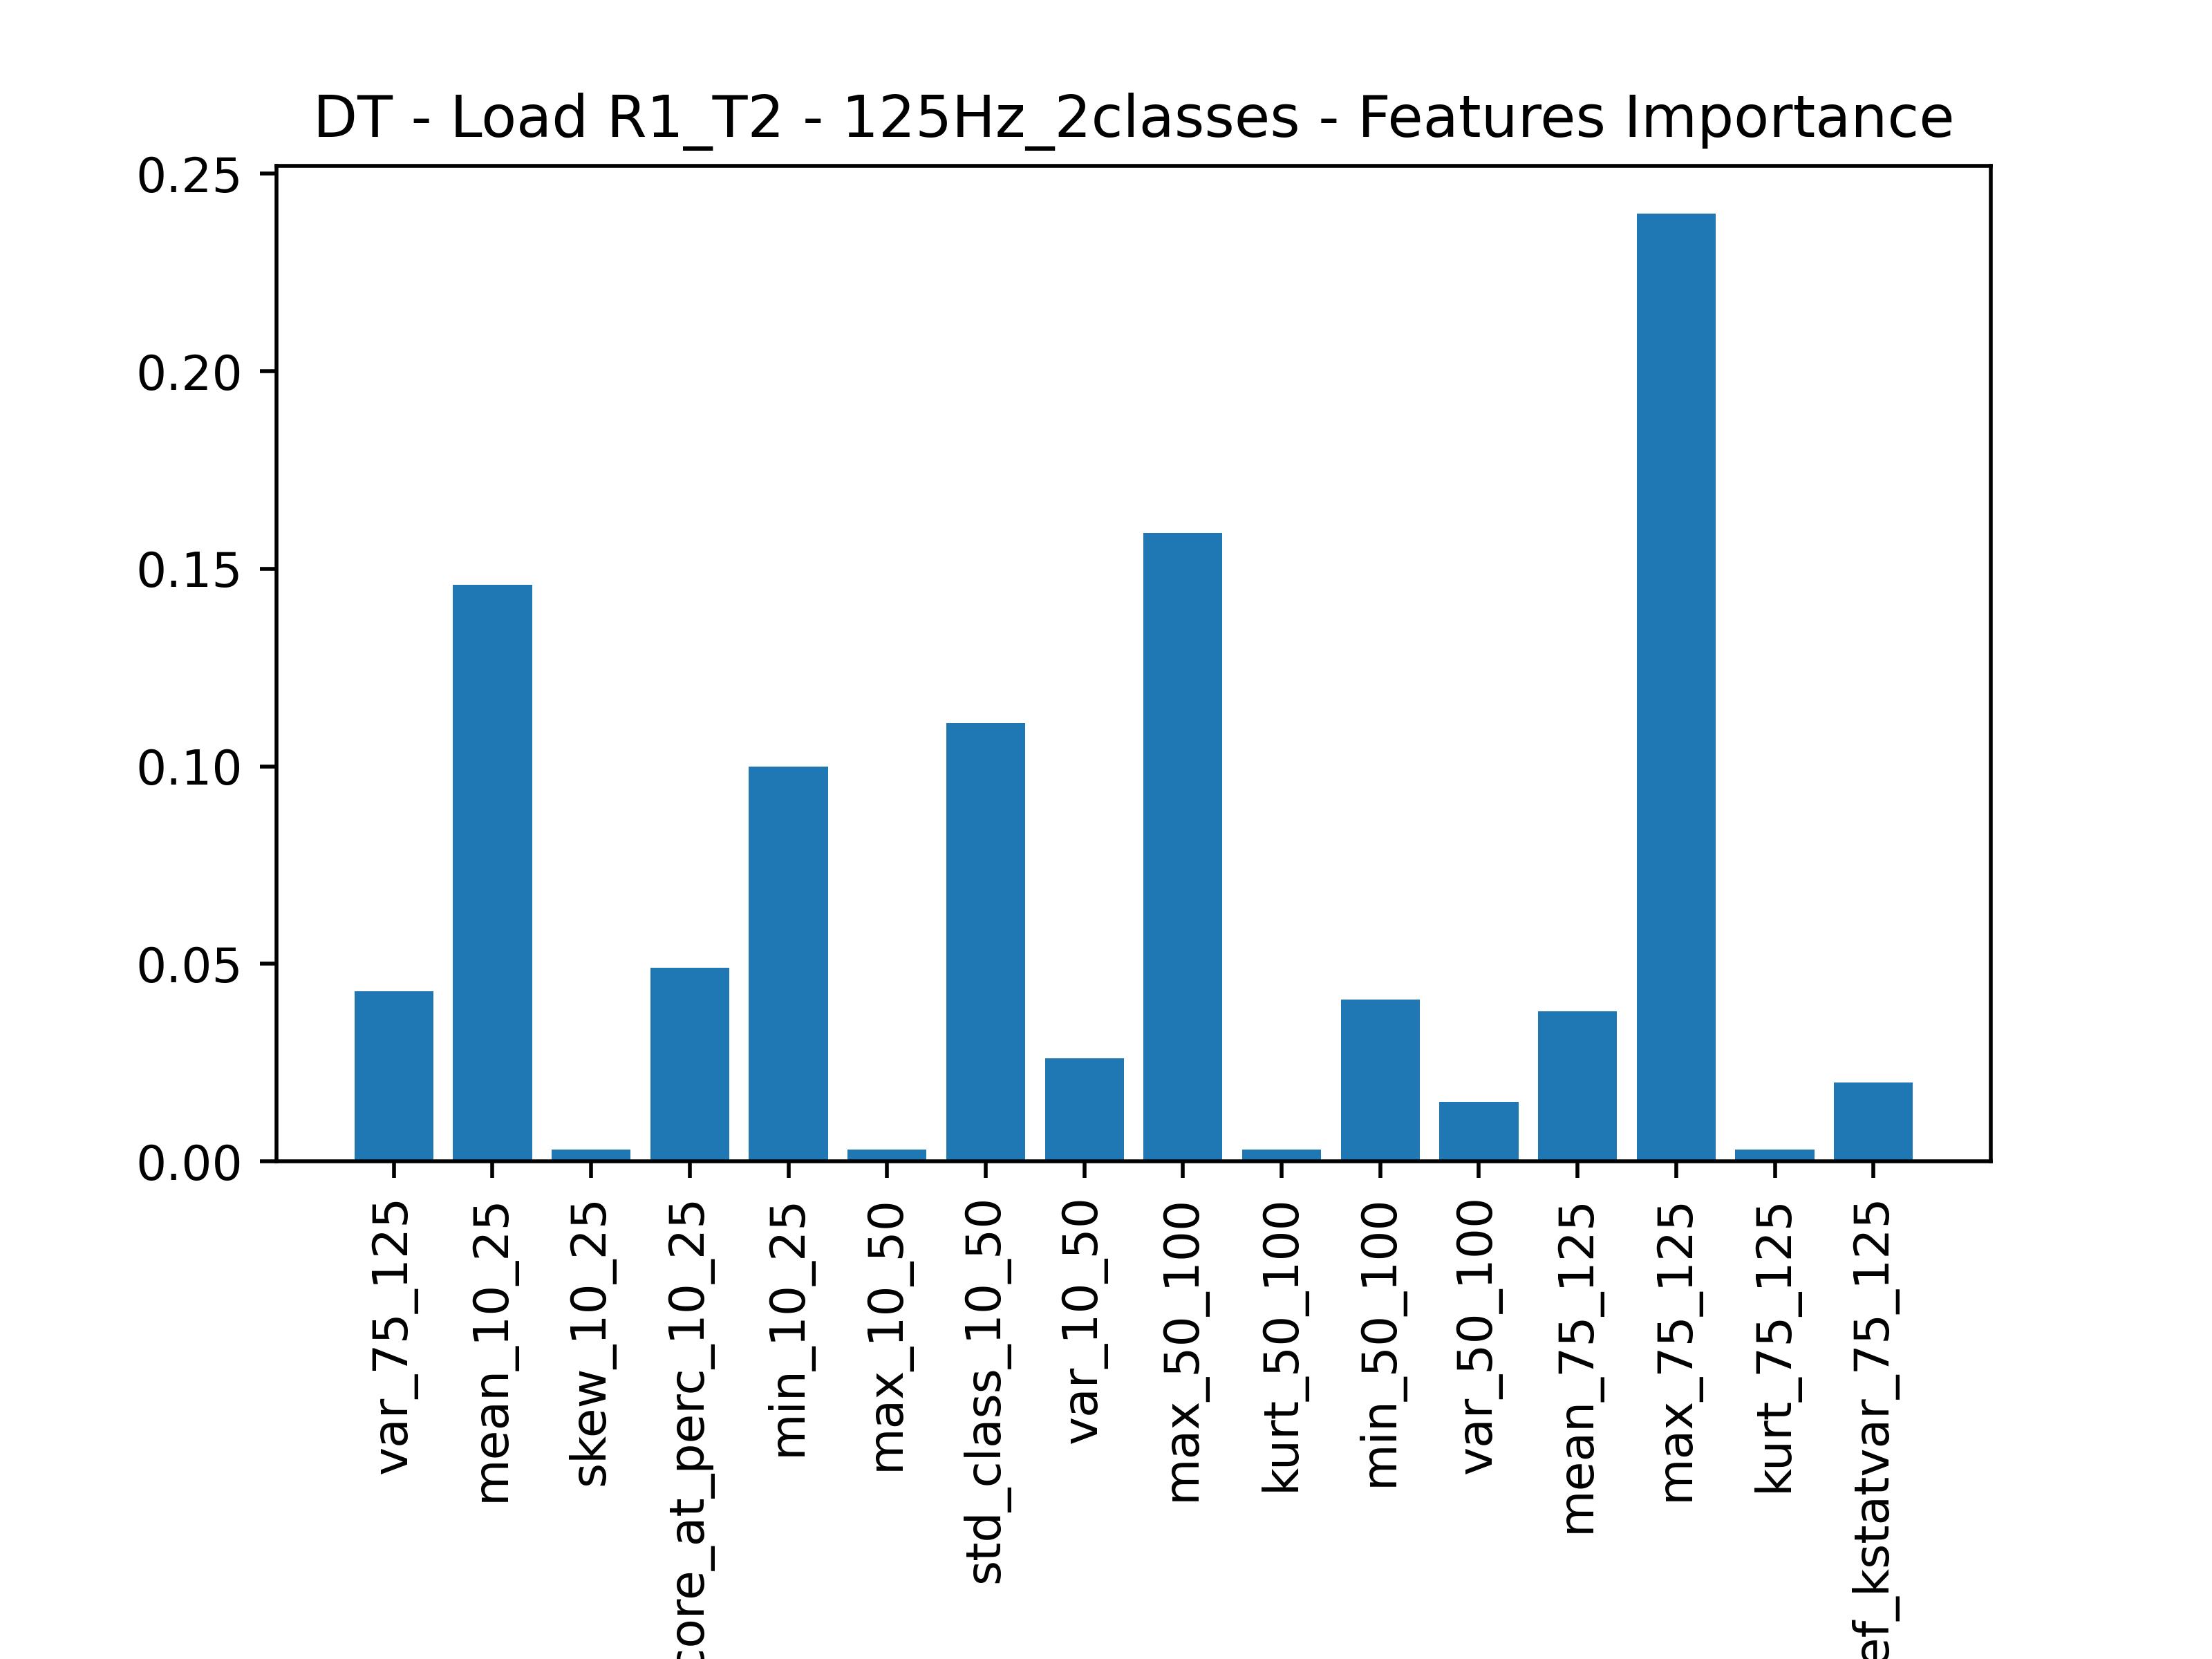 DT - Load R1_T2 - 125Hz_2classes - Features Importance
0.25
0.20
0.15
0.10
0.05
0.00
var_75_125
mean_10_25
skew_10_25
core_at_perc_10_25
min_10_25
max_10_50
std_class_10_50
var_10_50
max_50_100
kurt_50_100
min_50_100
var_50_100
mean_75_125
max_75_125
kurt_75_125
ef_kstatvar_75_125